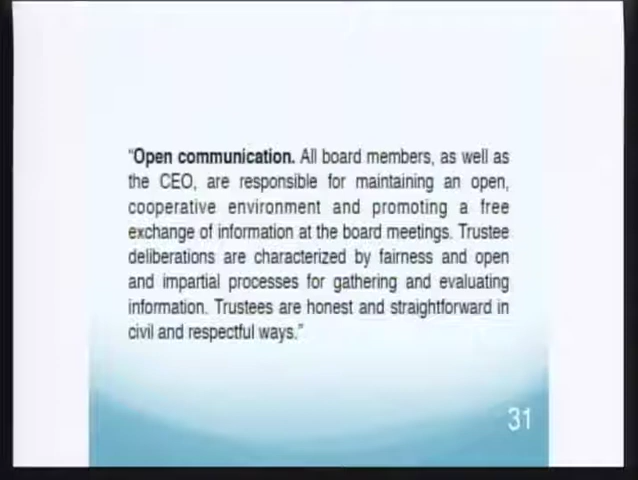 “Open communication. All board members, as well as
the CEO, are responsible for maintaining an open,
cooperative environment and promoting a free
exchange of information at the board meetings. Trustee
deliberations are characterized by fairness and open
and impartial processes for gathering and evaluating
information. Trustees are honest and straightforward in
civil and respectful ways.”
31